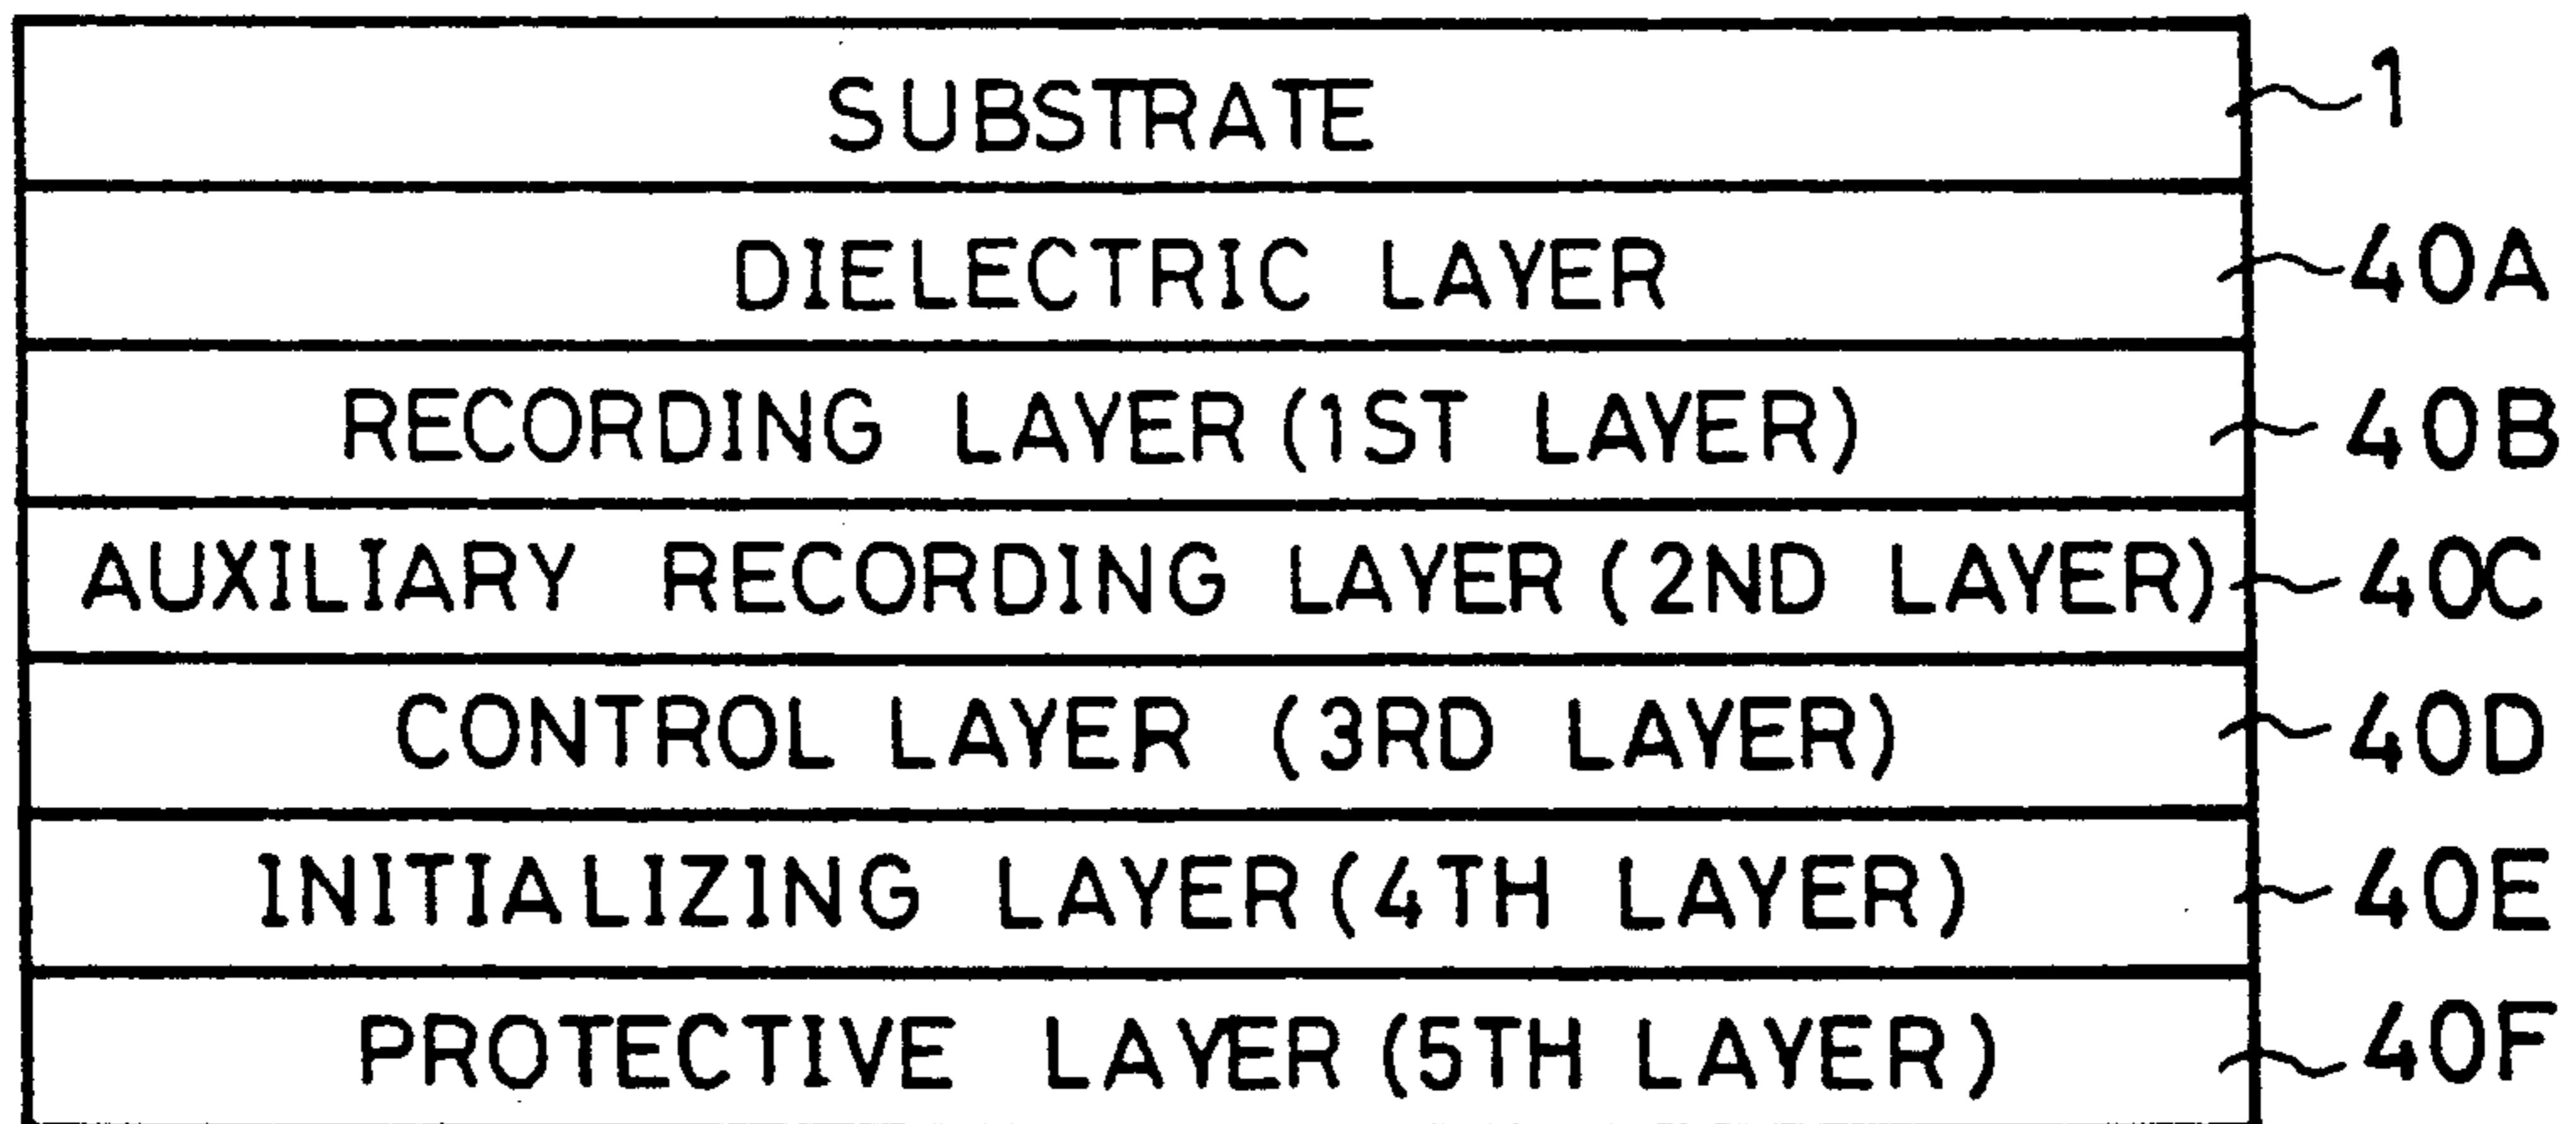 SUBSTRATE 1
DIELECTRIC LAYER 40A
RECORDING LAYER (1ST LAYER) 40B
AUXILIARY RECORDING LAYER (2ND LAYER) 40C
CONTROL LAYER (3RD LAYER) 40D
INITIALIZING LAYER (4TH LAYER) 40E
PROTECTIVE LAYER (5TH LAYER) 40F